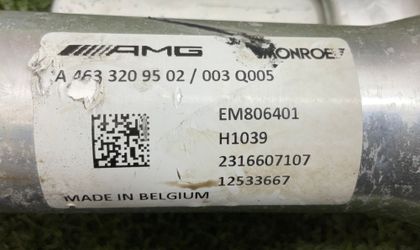 AMG MONROE
A 463 320 95 02 / 003 Q005
EM806401
H1039
2316607107
12533667
MADE IN BELGIUM